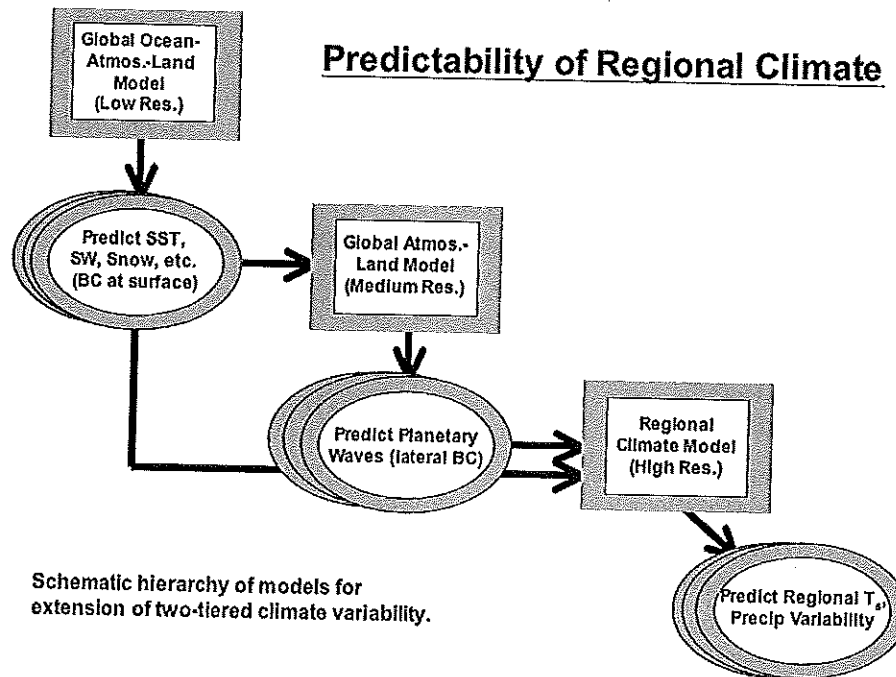 Global Ocean-
Atmos.-Land
Model
(Low Res.)
Predictability of Regional Climate
Predict SST,
SW, Snow, etc.
(BC at surface)
Global Atmos.-
Land Model
(Medium Res.)
Predict Planetary
Waves (lateral BC)
Regional
Climate Model
(High Res.)
Schematic hierarchy of models for
extension of two-tiered climate variability.
Predict Regional Ts,
Precip Variability